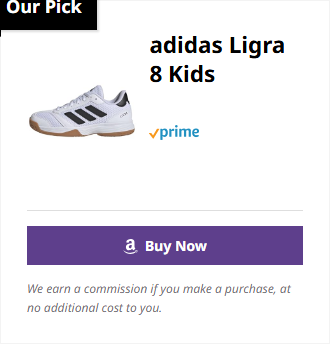 Our Pick
adidas Ligra
8 Kids
prime
Buy Now
We earn a commission if you make a purchase, at
no additional cost to you.